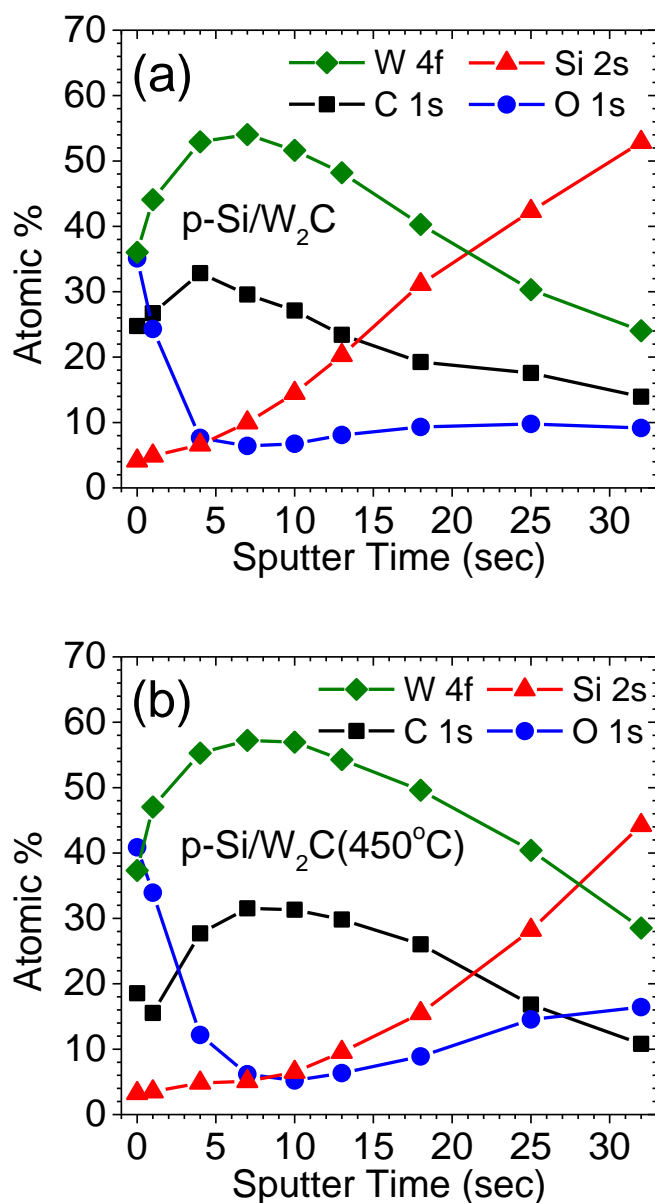 (a)
W 4f Si 2s
C 1s O 1s
p-Si/W₂C
Atomic %
70
60
50
40
30
20
10
0
0 5 10 15 20 25 30
Sputter Time (sec)
(b)
W 4f Si 2s
C 1s O 1s
p-Si/W₂C(450°C)
Atomic %
70
60
50
40
30
20
10
0
0 5 10 15 20 25 30
Sputter Time (sec)